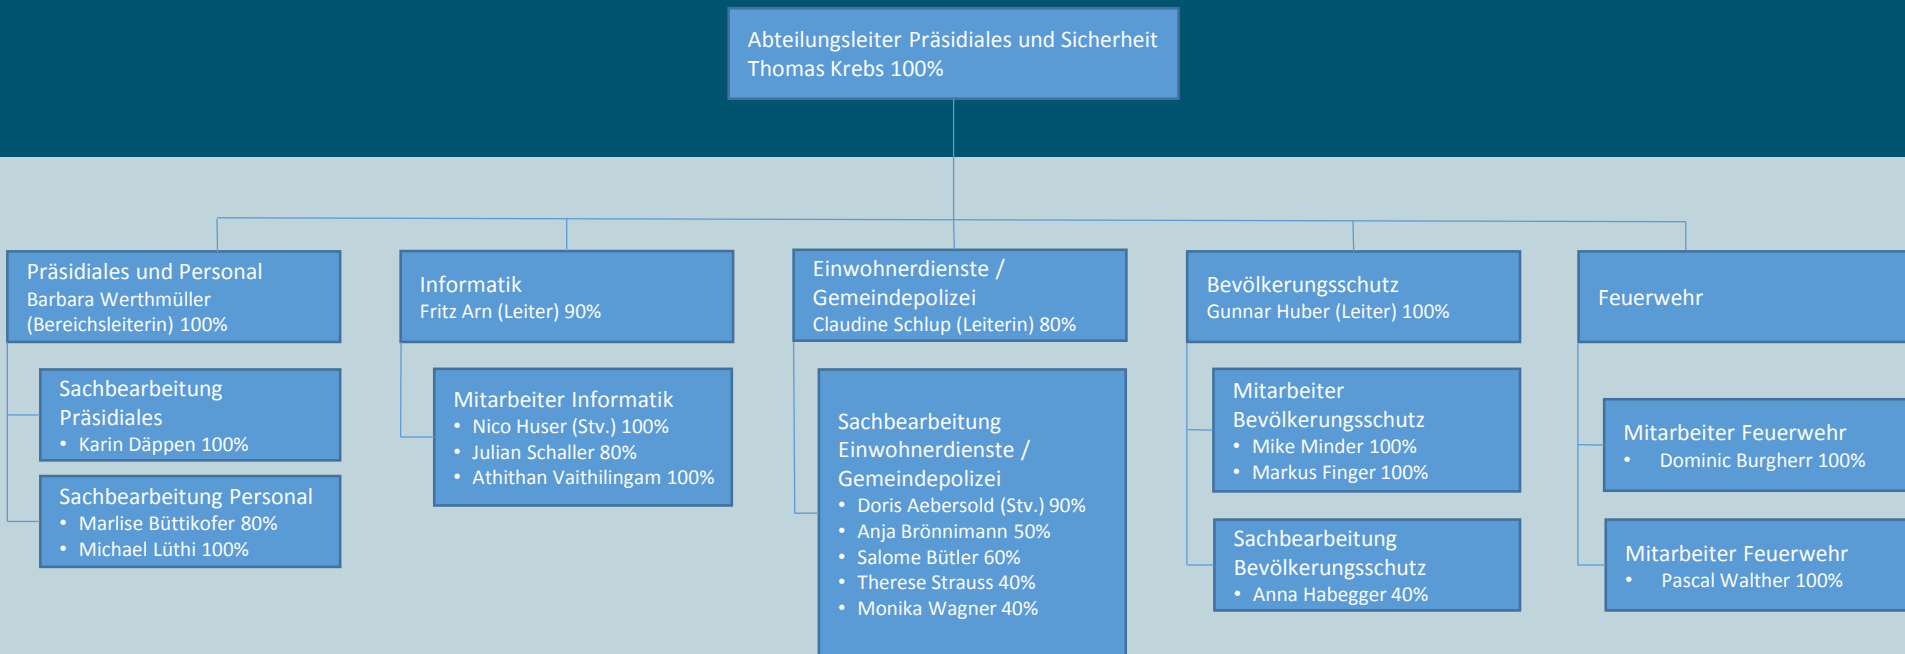 Abteilungsleiter Präsidiales und Sicherheit
Thomas Krebs 100%
Präsidiales und Personal
Barbara Werthmüller
(Bereichsleiterin) 100%
Sachbearbeitung
Präsidiales
• Karin Däppen 100%
Sachbearbeitung Personal
• Marlise Büttikofer 80%
• Michael Lüthi 100%
Informatik
Fritz Arn (Leiter) 90%
Mitarbeiter Informatik
• Nico Huser (Stv.) 100%
• Julian Schaller 80%
• Athithan Vaithilingam 100%
Einwohnerdienste /
Gemeindepolizei
Claudine Schlup (Leiterin) 80%
Sachbearbeitung
Einwohnerdienste /
Gemeindepolizei
• Doris Aebersold (Stv.) 90%
• Anja Brönnimann 50%
• Salome Bütler 60%
• Therese Strauss 40%
• Monika Wagner 40%
Bevölkerungsschutz
Gunnar Huber (Leiter) 100%
Mitarbeiter
Bevölkerungsschutz
• Mike Minder 100%
• Markus Finger 100%
Sachbearbeitung
Bevölkerungsschutz
• Anna Habegger 40%
Feuerwehr
Mitarbeiter Feuerwehr
• Dominic Burgherr 100%
Mitarbeiter Feuerwehr
• Pascal Walther 100%